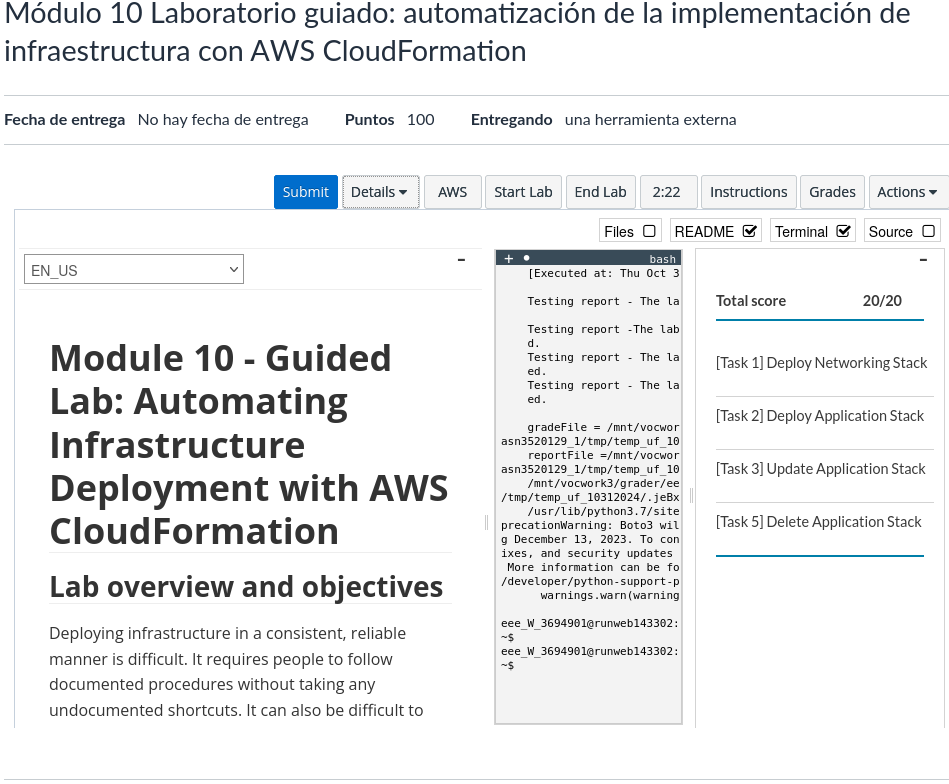 Módulo 10 Laboratorio guiado: automatización de la implementación de
infraestructura con AWS CloudFormation
Fecha de entrega No hay fecha de entrega Puntos 100 Entregando una herramienta externa
Submit Details AWS Start Lab End Lab 2:22 Instructions Grades Actions
Files README Terminal Source
EN_US
Module 10 - Guided
Lab: Automating
Infrastructure
Deployment with AWS
CloudFormation
Lab overview and objectives
Deploying infrastructure in a consistent, reliable
manner is difficult. It requires people to follow
documented procedures without taking any
undocumented shortcuts. It can also be difficult to
bash
[Executed at: Thu Oct 3
Testing report - The la
Testing report -The lab
d.
Testing report - The la
ed.
Testing report - The la
ed.
gradeFile = /mnt/vocwor
asn3520129_1/tmp/temp_uf_10
reportFile =/mnt/vocwor
asn3520129_1/tmp/temp_uf_10
/mnt/vocwork3/grader/ee
/tmp/temp_uf_10312024/.jeBx
/usr/lib/python3.7/site
precationWarning: Boto3 wil
g December 13, 2023. To con
ixes, and security updates
More information can be fo
/developer/python-support-p
warnings.warn(warning
eee_W_3694901@runweb143302:
~$
eee_W_3694901@runweb143302:
~$
Total score 20/20
[Task 1] Deploy Networking Stack
[Task 2] Deploy Application Stack
[Task 3] Update Application Stack
[Task 5] Delete Application Stack